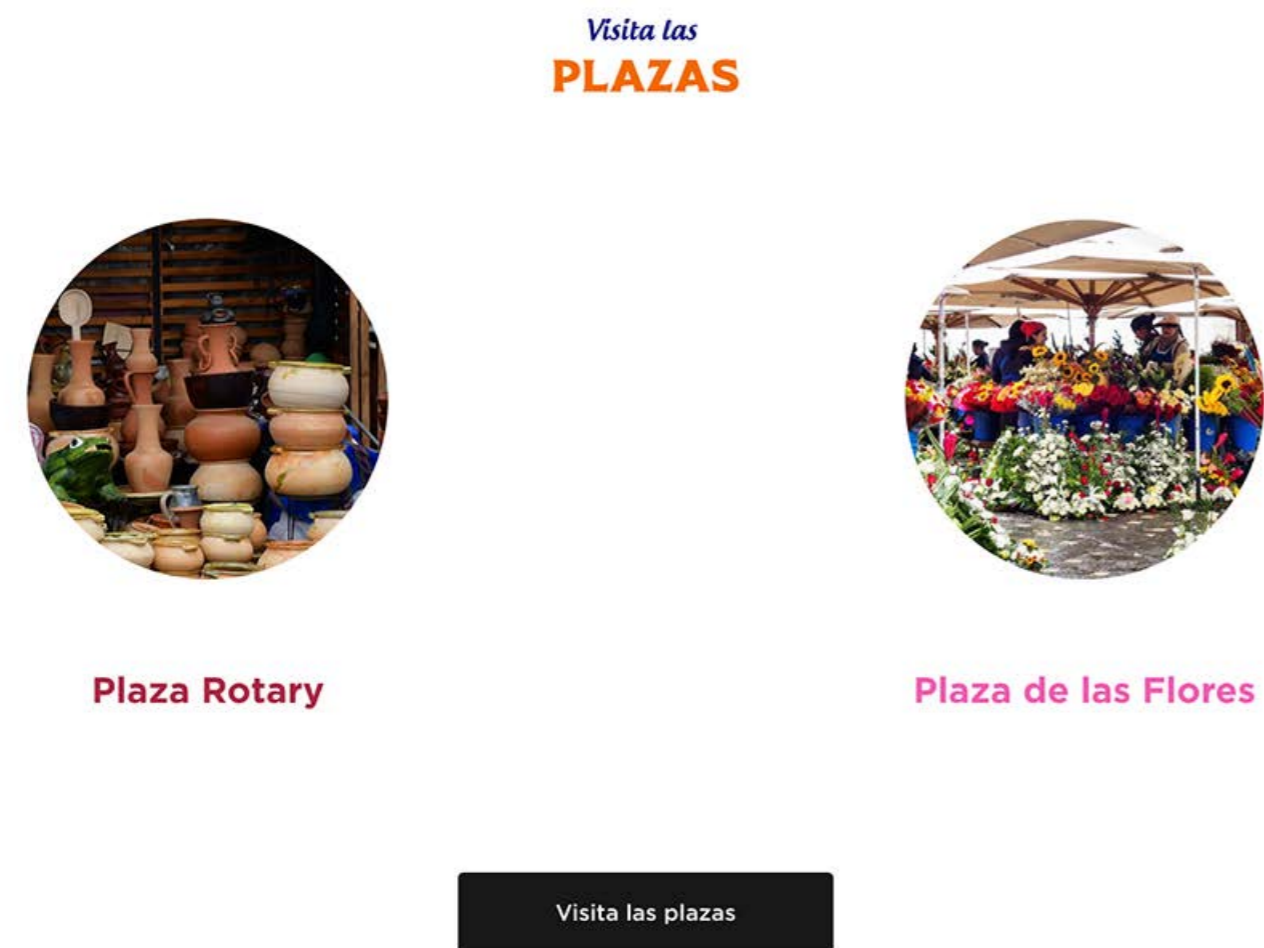 Visita las
PLAZAS
Plaza Rotary
Plaza de las Flores
Visita las plazas